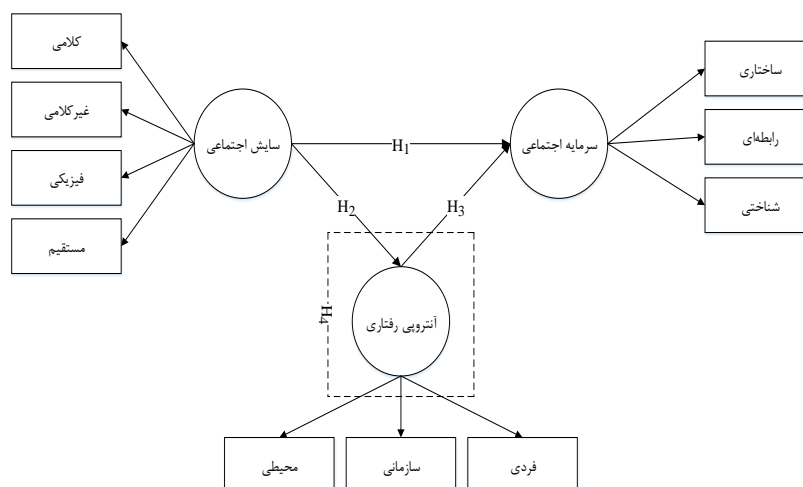 کلامی
غیرکلامی
فیزیکی
مستقیم
سایش اجتماعی
H1
سرمایه اجتماعی
ساختاری
رابطه‌ای
شناختی
H2
H3
H4
آنتروپی رفتاری
محیطی
سازمانی
فردی